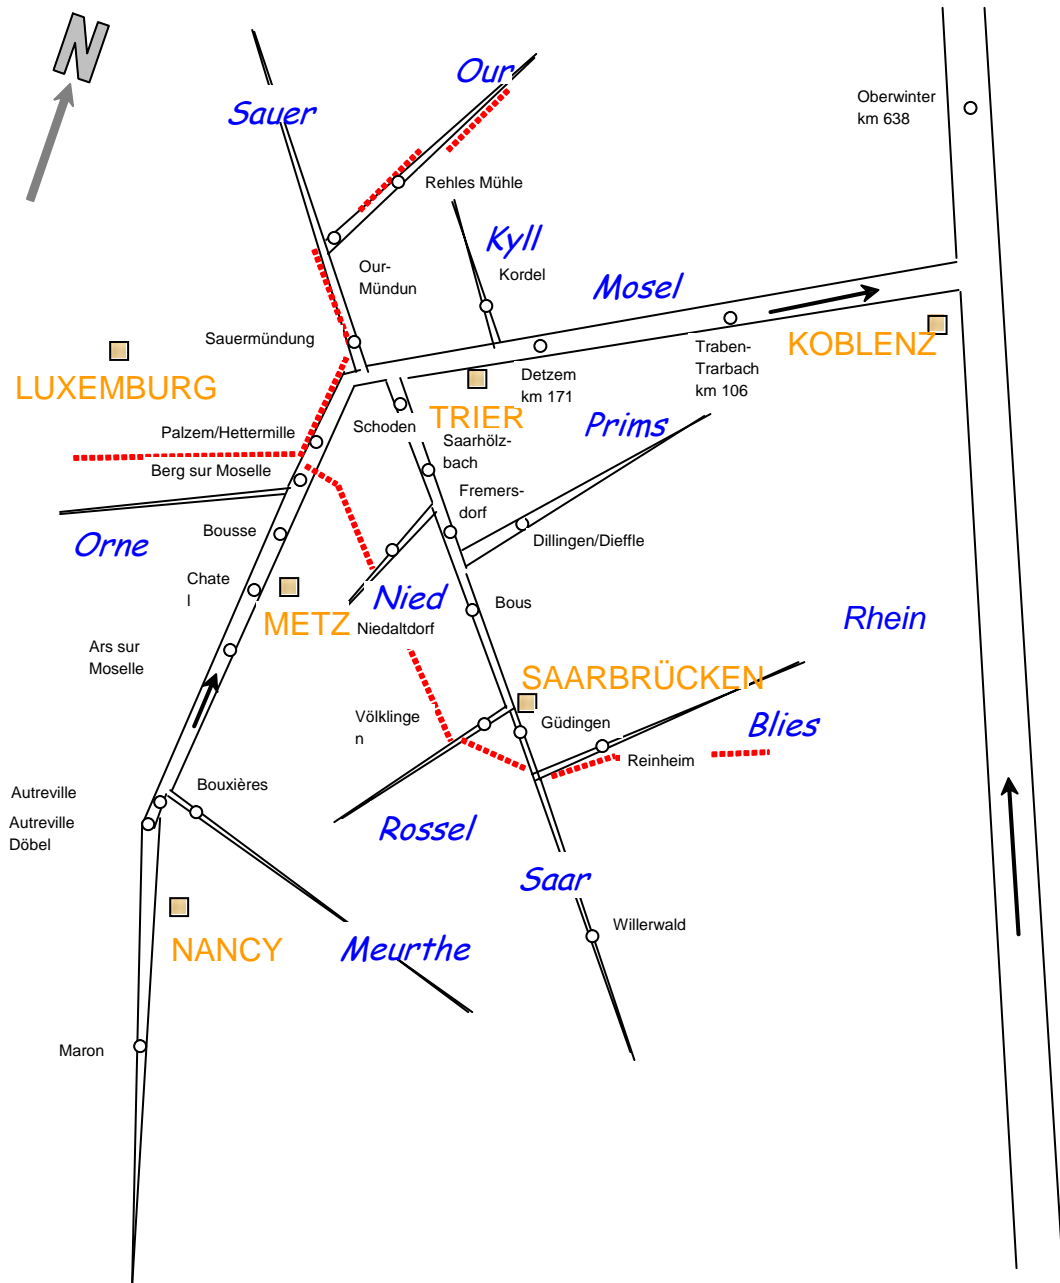 N
Our
Sauer
Oberwinter
km 638
Rehles Mühle
Kyll
Kordel
Our-
Mündun
Mosel
Sauermündung
KOBLENZ
LUXEMBURG
Traben-
Trarbach
km 106
Detzem
km 171
TRIER
Schoden
Prims
Palzem/Hettermille
Saarhölz-
bach
Berg sur Moselle
Fremers-
dorf
Orne
Bousse
Dillingen/Dieffle
Chate
l
Nied
Bous
METZ
Niedaltdorf
Rhein
Ars sur
Moselle
SAARBRÜCKEN
Völklinge
n
Güdingen
Blies
Reinheim
Bouxières
Autreville
Autreville
Döbel
Rossel
Saar
Willerwald
NANCY
Meurthe
Maron